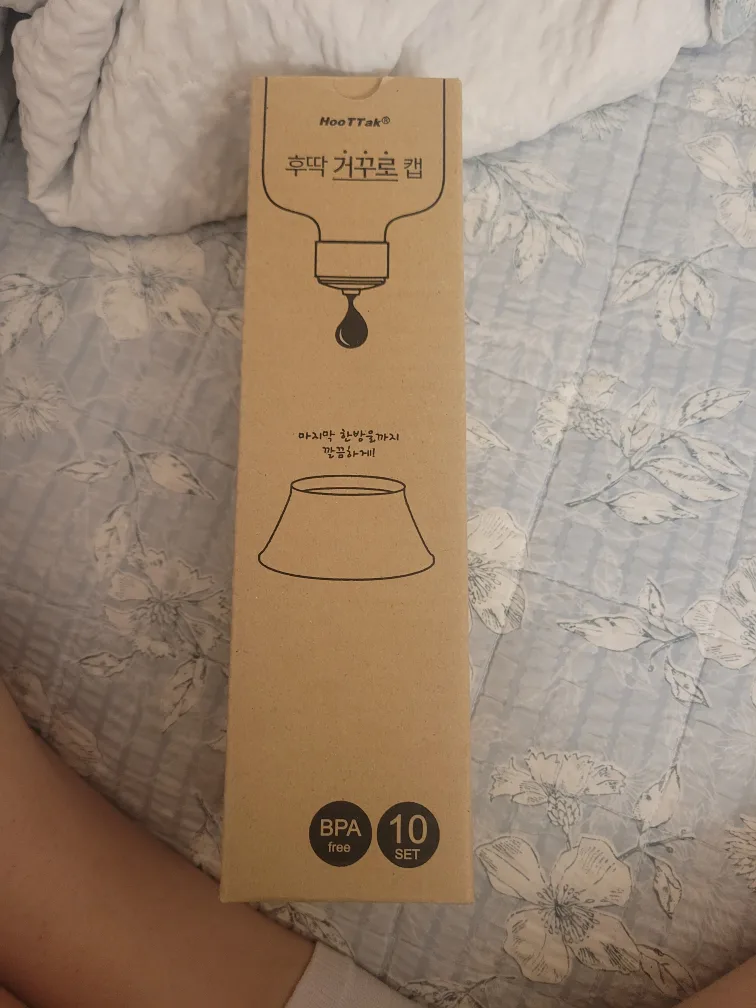 HooTTak®
후딱 거꾸로 캡
마지막 한방울까지
깔끔하게!
BPA
free
10
SET